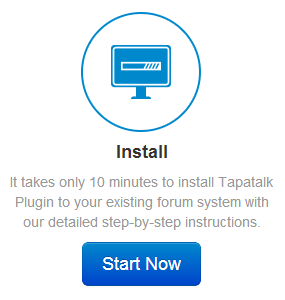 Install
It takes only 10 minutes to install Tapatalk
Plugin to your existing forum system with
our detailed step-by-step instructions.
Start Now